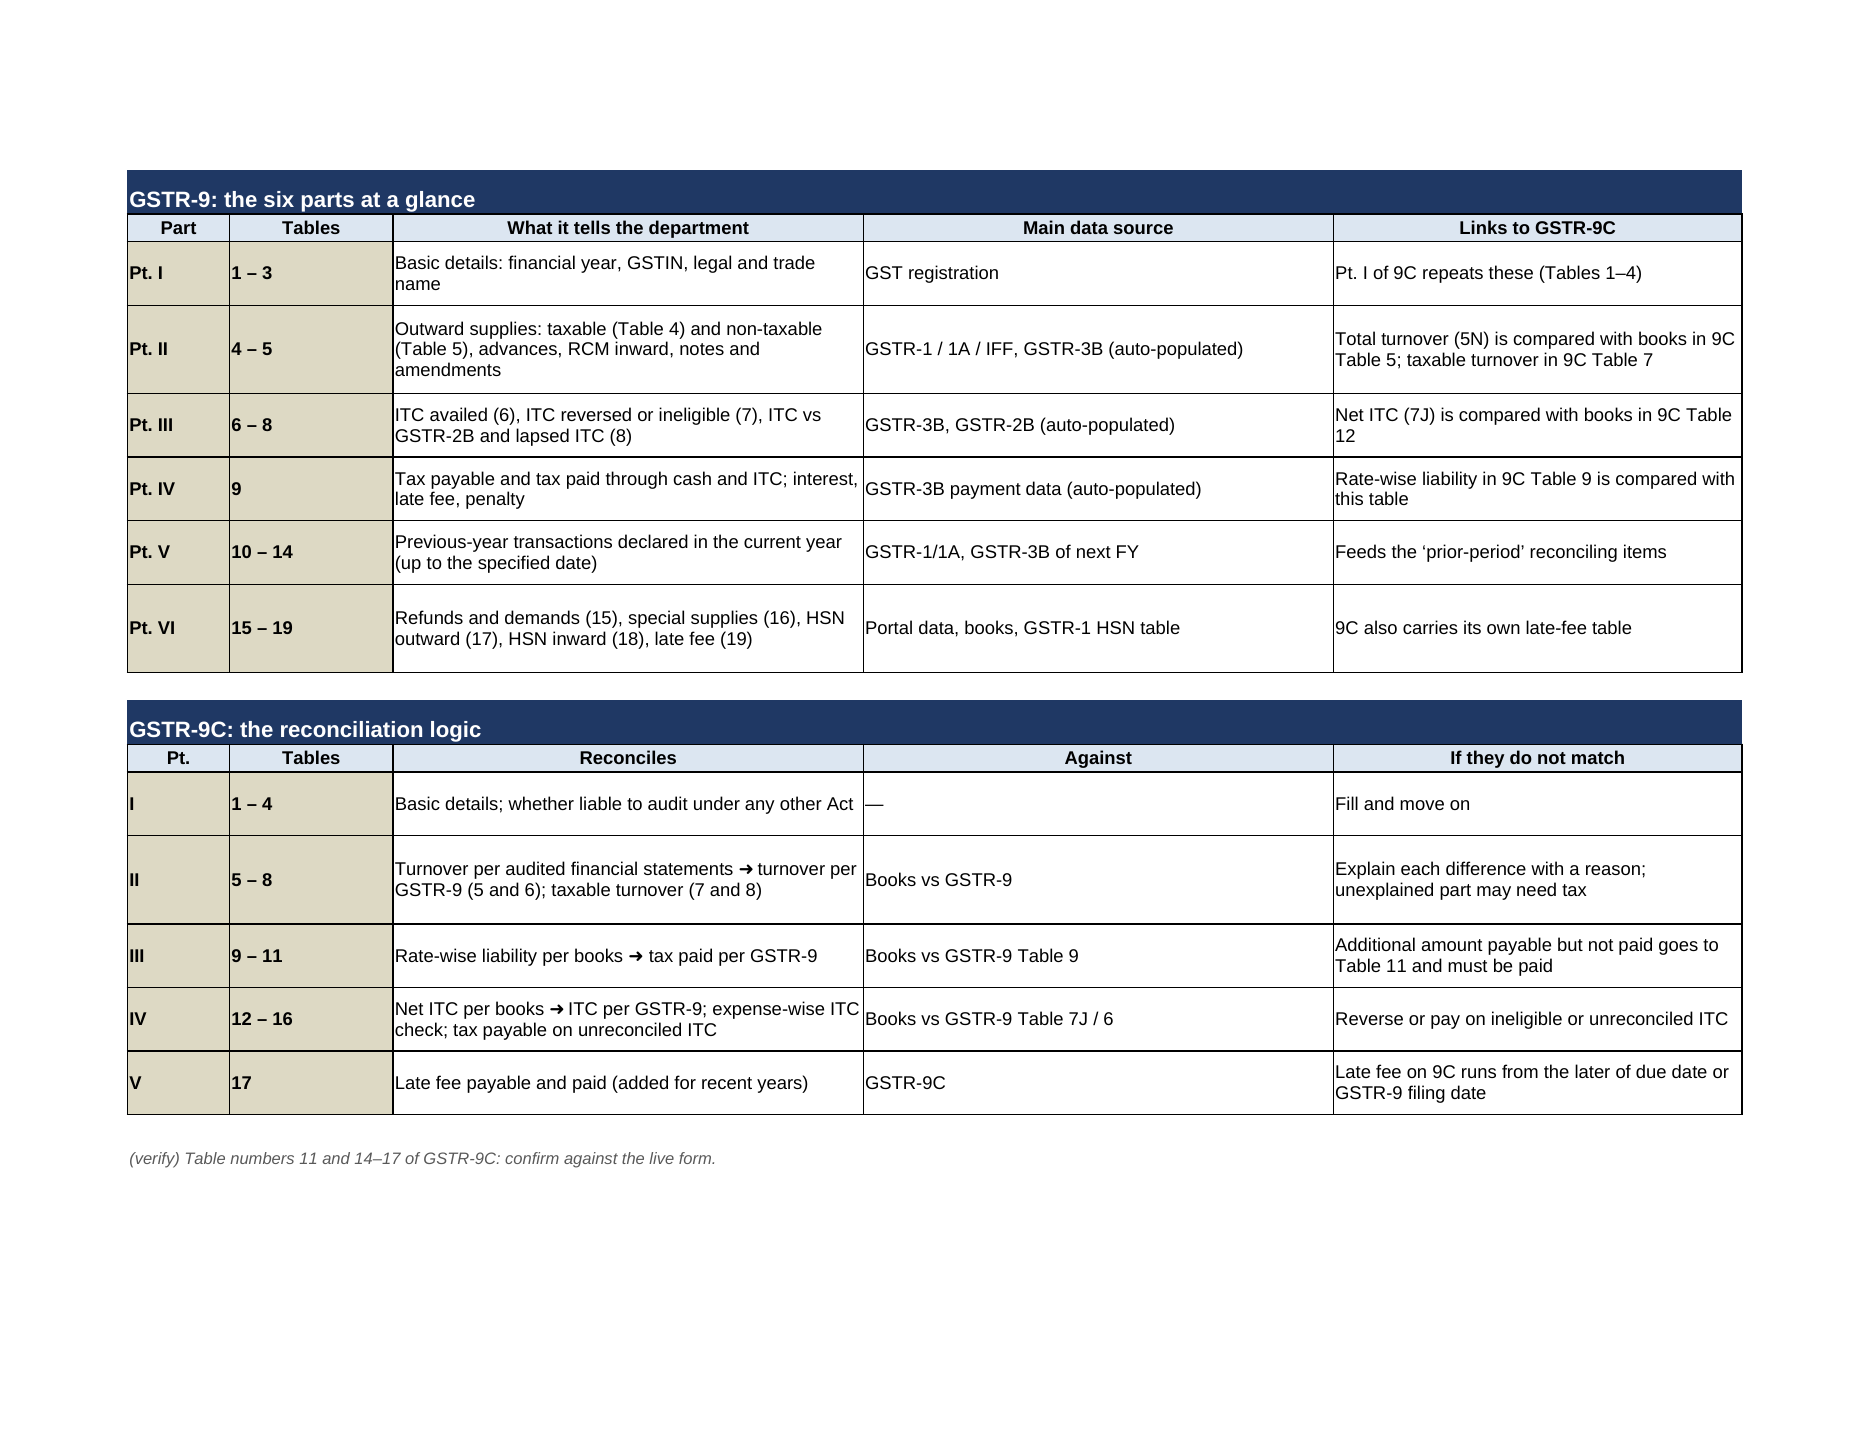 GSTR-9: the six parts at a glance
Part Tables What it tells the department Main data source Links to GSTR-9C
Pt. I 1 – 3 Basic details: financial year, GSTIN, legal and trade name GST registration Pt. I of 9C repeats these (Tables 1–4)
Pt. II 4 – 5 Outward supplies: taxable (Table 4) and non-taxable (Table 5), advances, RCM inward, notes and amendments GSTR-1 / 1A / IFF, GSTR-3B (auto-populated) Total turnover (5N) is compared with books in 9C Table 5; taxable turnover in 9C Table 7
Pt. III 6 – 8 ITC availed (6), ITC reversed or ineligible (7), ITC vs GSTR-2B and lapsed ITC (8) GSTR-3B, GSTR-2B (auto-populated) Net ITC (7J) is compared with books in 9C Table 12
Pt. IV 9 Tax payable and tax paid through cash and ITC; interest, late fee, penalty GSTR-3B payment data (auto-populated) Rate-wise liability in 9C Table 9 is compared with this table
Pt. V 10 – 14 Previous-year transactions declared in the current year (up to the specified date) GSTR-1/1A, GSTR-3B of next FY Feeds the ‘prior-period’ reconciling items
Pt. VI 15 – 19 Refunds and demands (15), special supplies (16), HSN outward (17), HSN inward (18), late fee (19) Portal data, books, GSTR-1 HSN table 9C also carries its own late-fee table
GSTR-9C: the reconciliation logic
Pt. Tables Reconciles Against If they do not match
I 1 – 4 Basic details; whether liable to audit under any other Act — Fill and move on
II 5 – 8 Turnover per audited financial statements ➜ turnover per GSTR-9 (5 and 6); taxable turnover (7 and 8) Books vs GSTR-9 Explain each difference with a reason; unexplained part may need tax
III 9 – 11 Rate-wise liability per books ➜ tax paid per GSTR-9 Books vs GSTR-9 Table 9 Additional amount payable but not paid goes to Table 11 and must be paid
IV 12 – 16 Net ITC per books ➜ ITC per GSTR-9; expense-wise ITC check; tax payable on unreconciled ITC Books vs GSTR-9 Table 7J / 6 Reverse or pay on ineligible or unreconciled ITC
V 17 Late fee payable and paid (added for recent years) GSTR-9C Late fee on 9C runs from the later of due date or GSTR-9 filing date
(verify) Table numbers 11 and 14–17 of GSTR-9C: confirm against the live form.